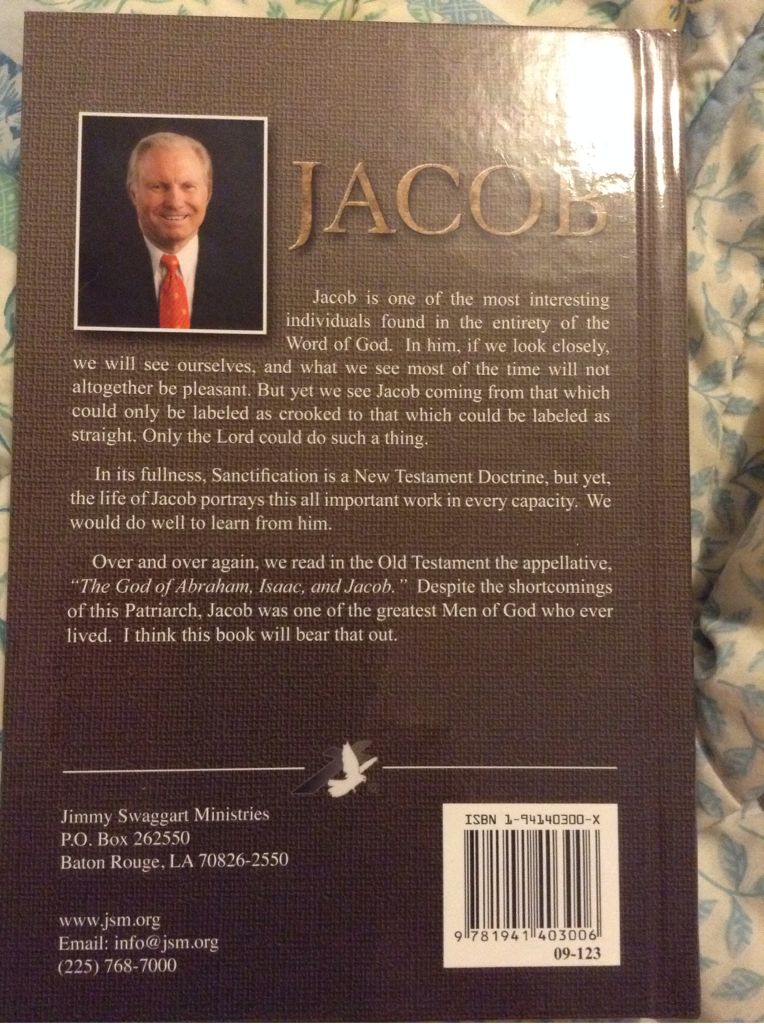 JACOB
Jacob is one of the most interesting
individuals found in the entirety of the
Word of God. In him, if we look closely,
we will see ourselves, and what we see most of the time will not
altogether be pleasant. But yet we see Jacob coming from that which
could only be labeled as crooked to that which could be labeled as
straight. Only the Lord could do such a thing.
In its fullness, Sanctification is a New Testament Doctrine, but yet,
the life of Jacob portrays this all important work in every capacity. We
would do well to learn from him.
Over and over again, we read in the Old Testament the appellative,
“The God of Abraham, Isaac, and Jacob.” Despite the shortcomings
of this Patriarch, Jacob was one of the greatest Men of God who ever
lived. I think this book will bear that out.
Jimmy Swaggart Ministries
P.O. Box 262550
Baton Rouge, LA 70826-2550
www.jsm.org
Email: info@jsm.org
(225) 768-7000
ISBN 1-94140300-X
9 781941 403006
09-123